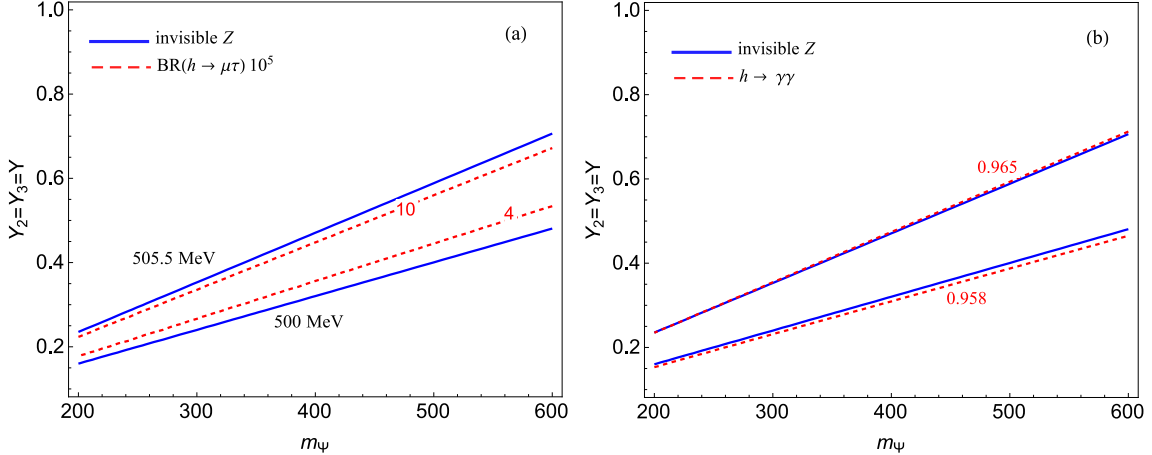 (a)
invisible Z
BR(h → μτ) 10⁵
1.0
0.8
0.6
0.4
0.2
Y₂=Y₃=Y
10
4
505.5 MeV
500 MeV
200 300 400 500 600
m_Ψ
(b)
invisible Z
h → γγ
1.0
0.8
0.6
0.4
0.2
Y₂=Y₃=Y
0.965
0.958
200 300 400 500 600
m_Ψ